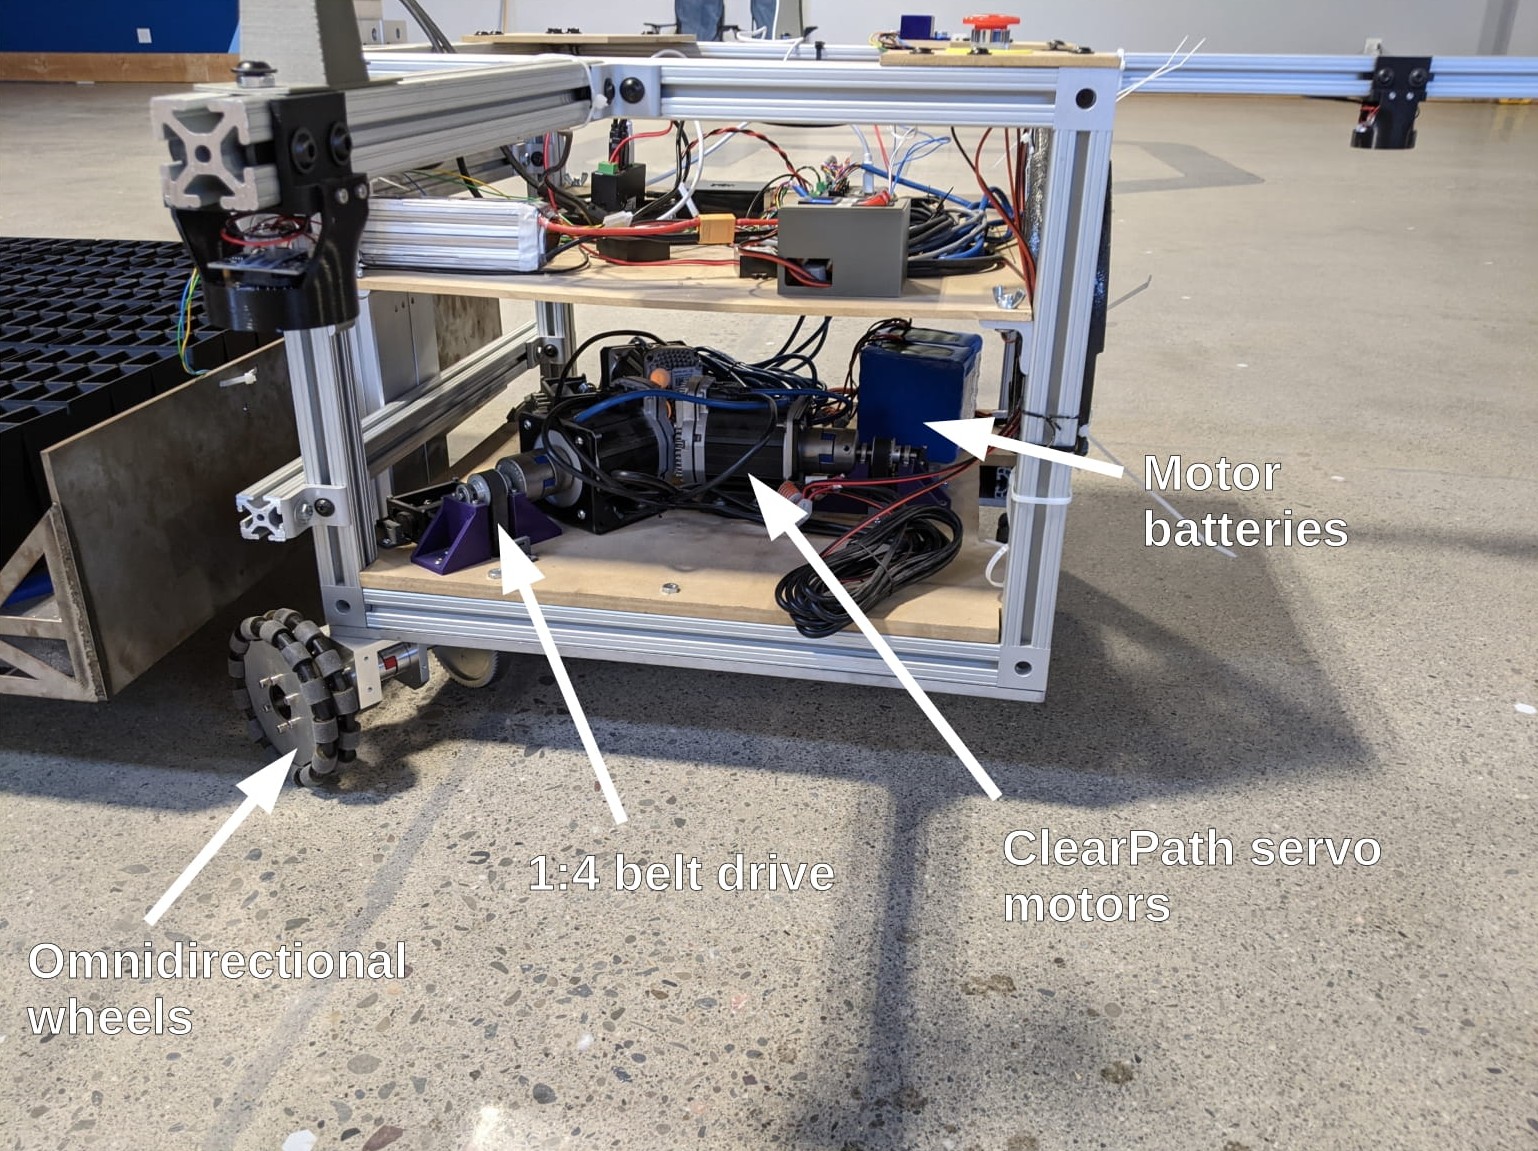 Motor
batteries
ClearPath servo
motors
1:4 belt drive
Omnidirectional
wheels